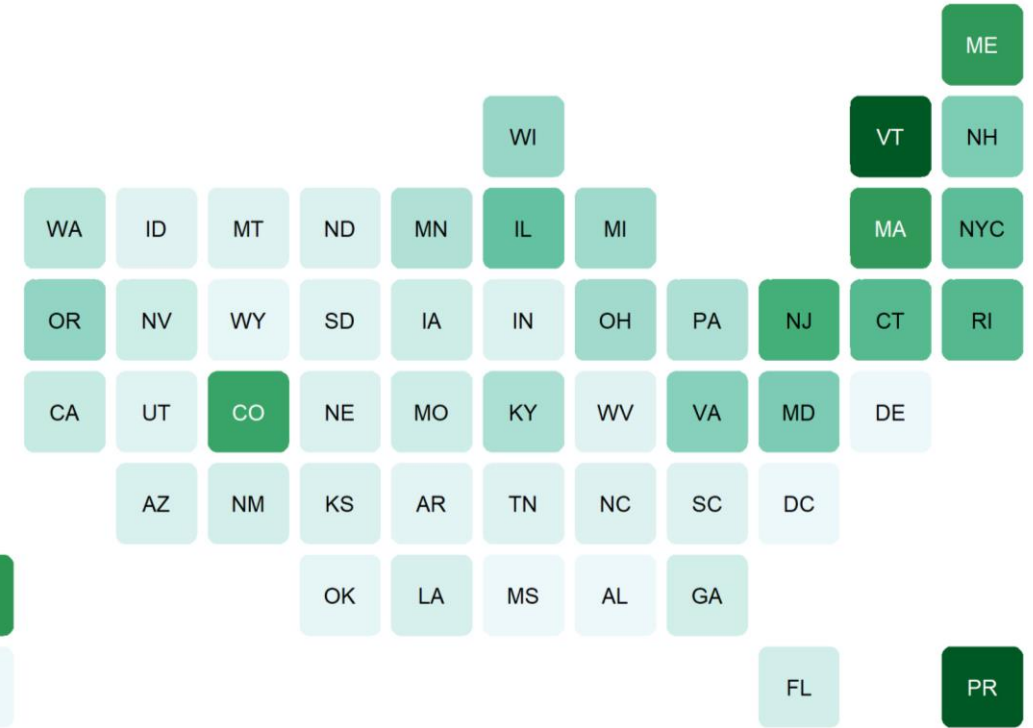 ME
WI VT NH
WA ID MT ND MN IL MI MA NYC
OR NV WY SD IA IN OH PA NJ CT RI
CA UT CO NE MO KY WV VA MD DE
AZ NM KS AR TN NC SC DC
OK LA MS AL GA
FL PR